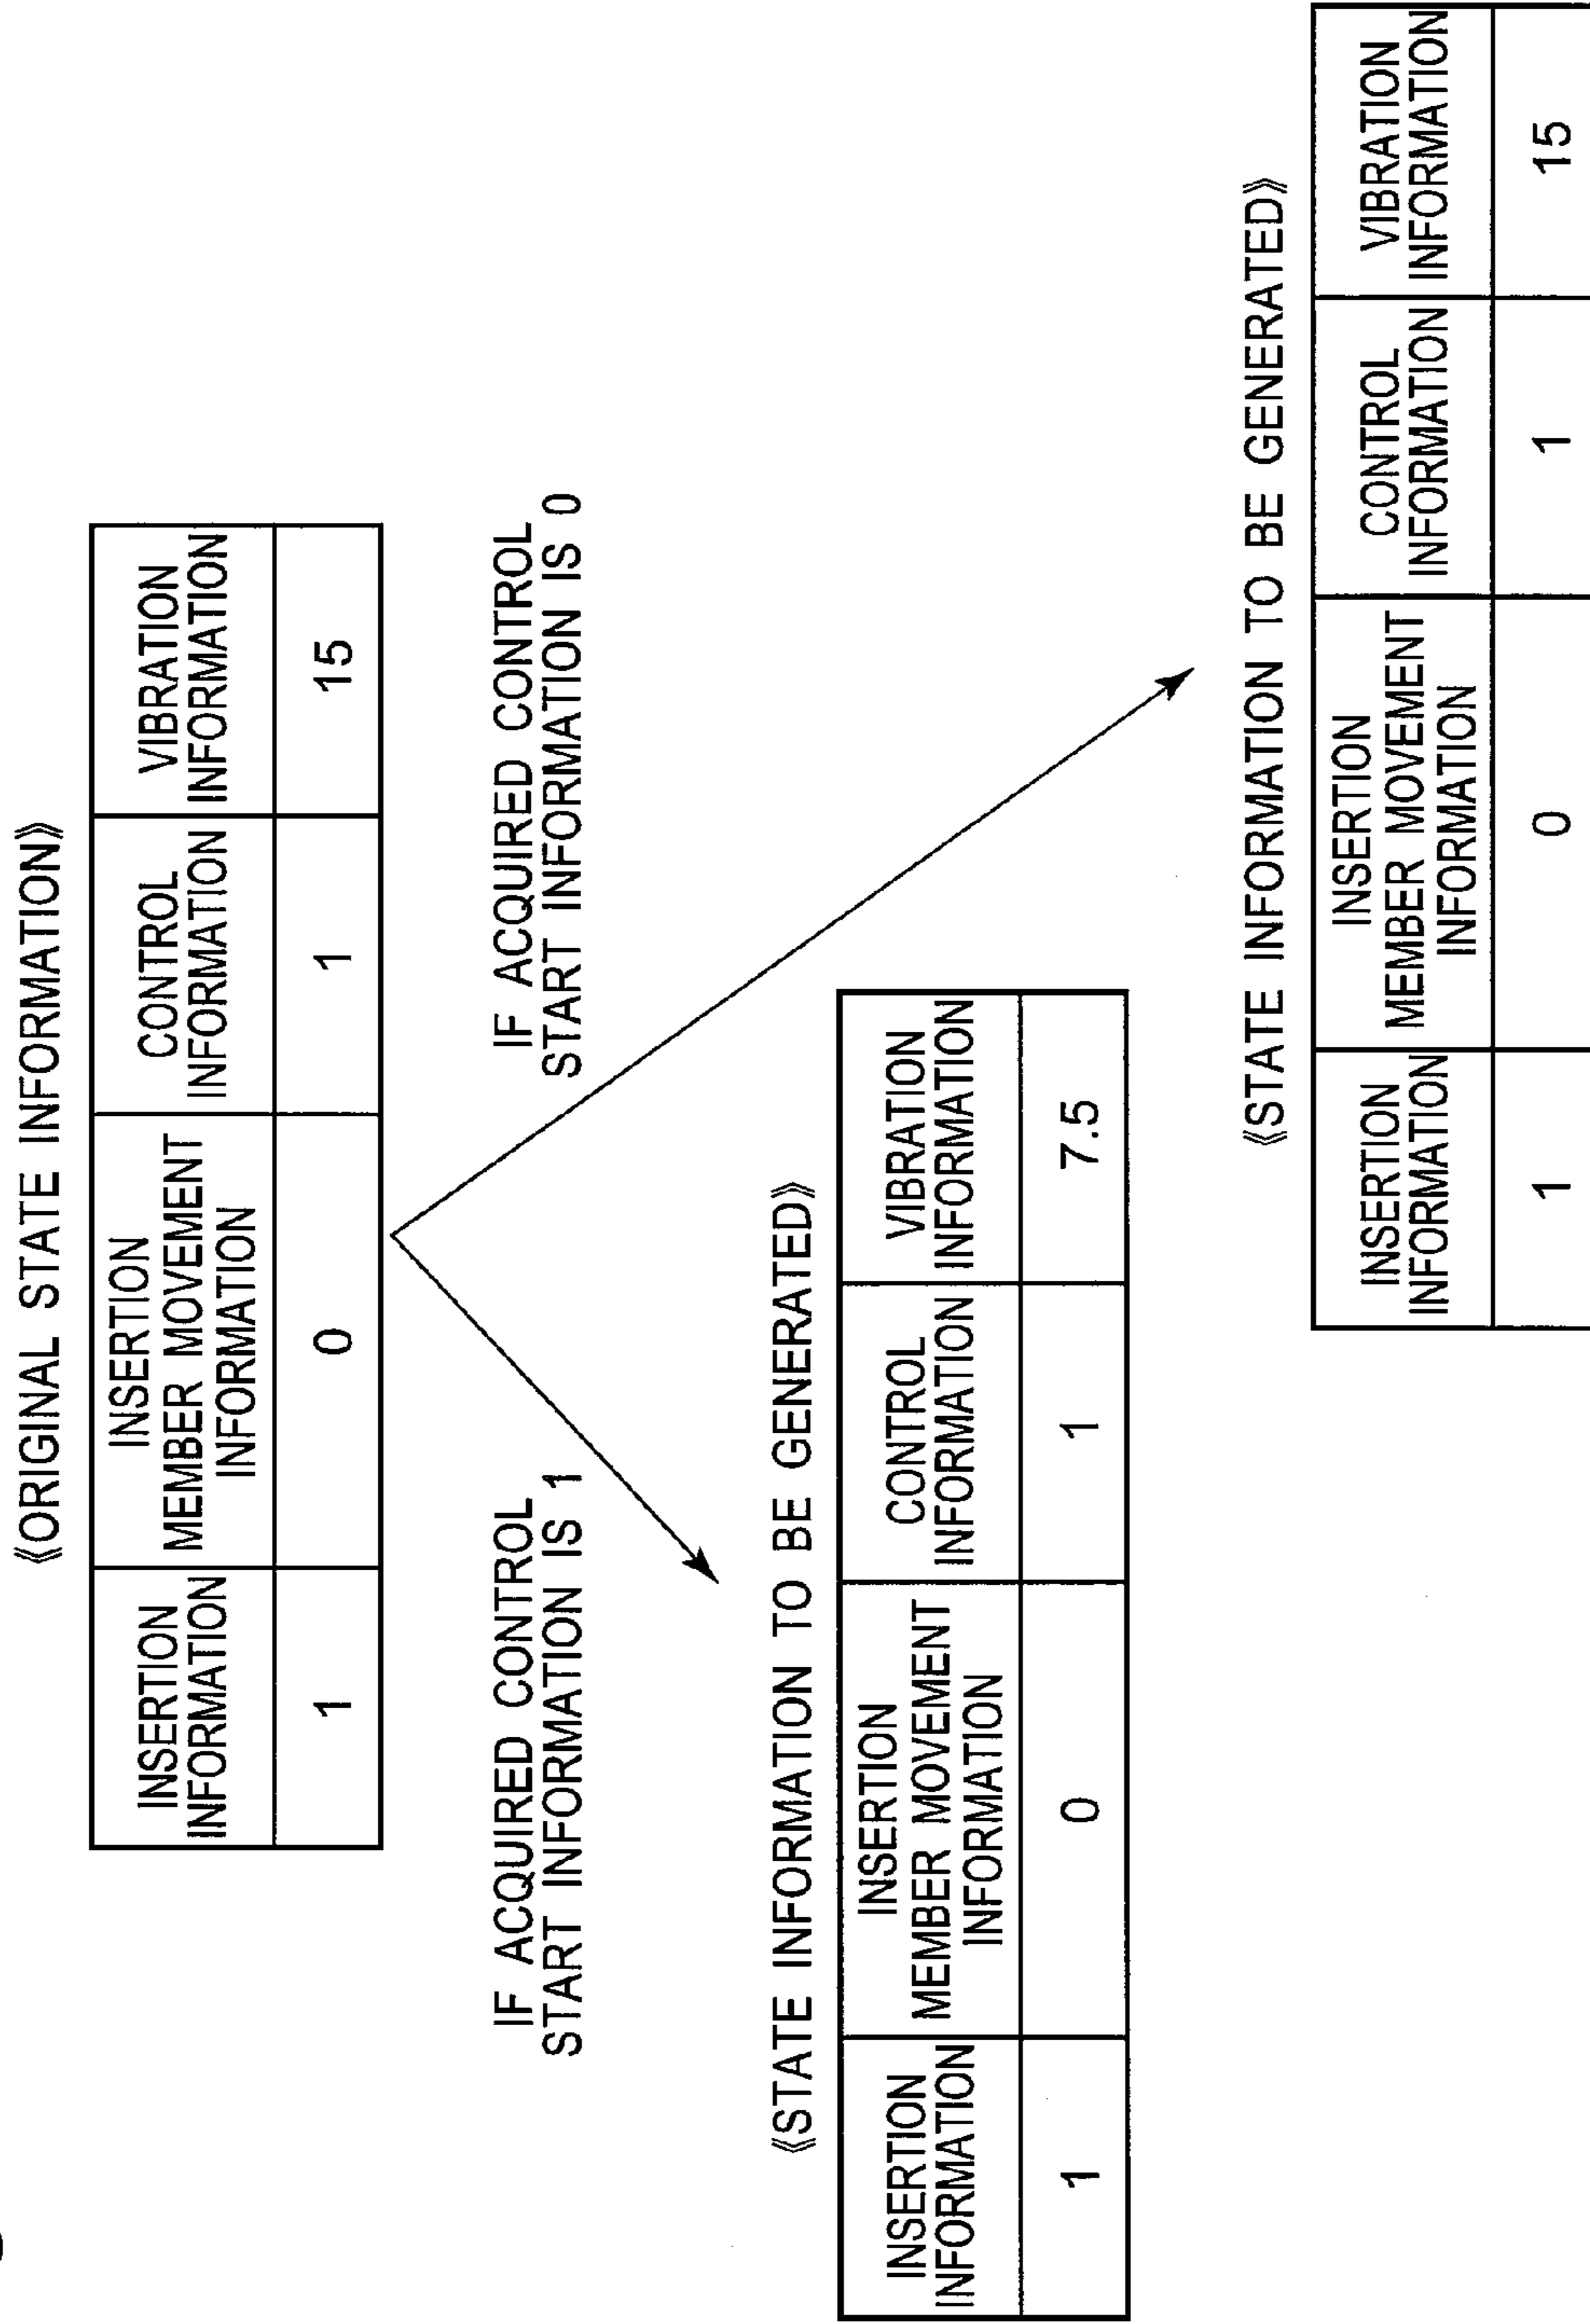 《ORIGINAL STATE INFORMATION》
INSERTION
INFORMATION
INSERTION
MEMBER MOVEMENT
INFORMATION
CONTROL
INFORMATION
VIBRATION
INFORMATION
1
0
1
15
IF ACQUIRED CONTROL
START INFORMATION IS 1
IF ACQUIRED CONTROL
START INFORMATION IS 0
《STATE INFORMATION TO BE GENERATED》
INSERTION
INFORMATION
INSERTION
MEMBER MOVEMENT
INFORMATION
CONTROL
INFORMATION
VIBRATION
INFORMATION
1
0
1
7.5
《STATE INFORMATION TO BE GENERATED》
INSERTION
INFORMATION
INSERTION
MEMBER MOVEMENT
INFORMATION
CONTROL
INFORMATION
VIBRATION
INFORMATION
1
0
1
15